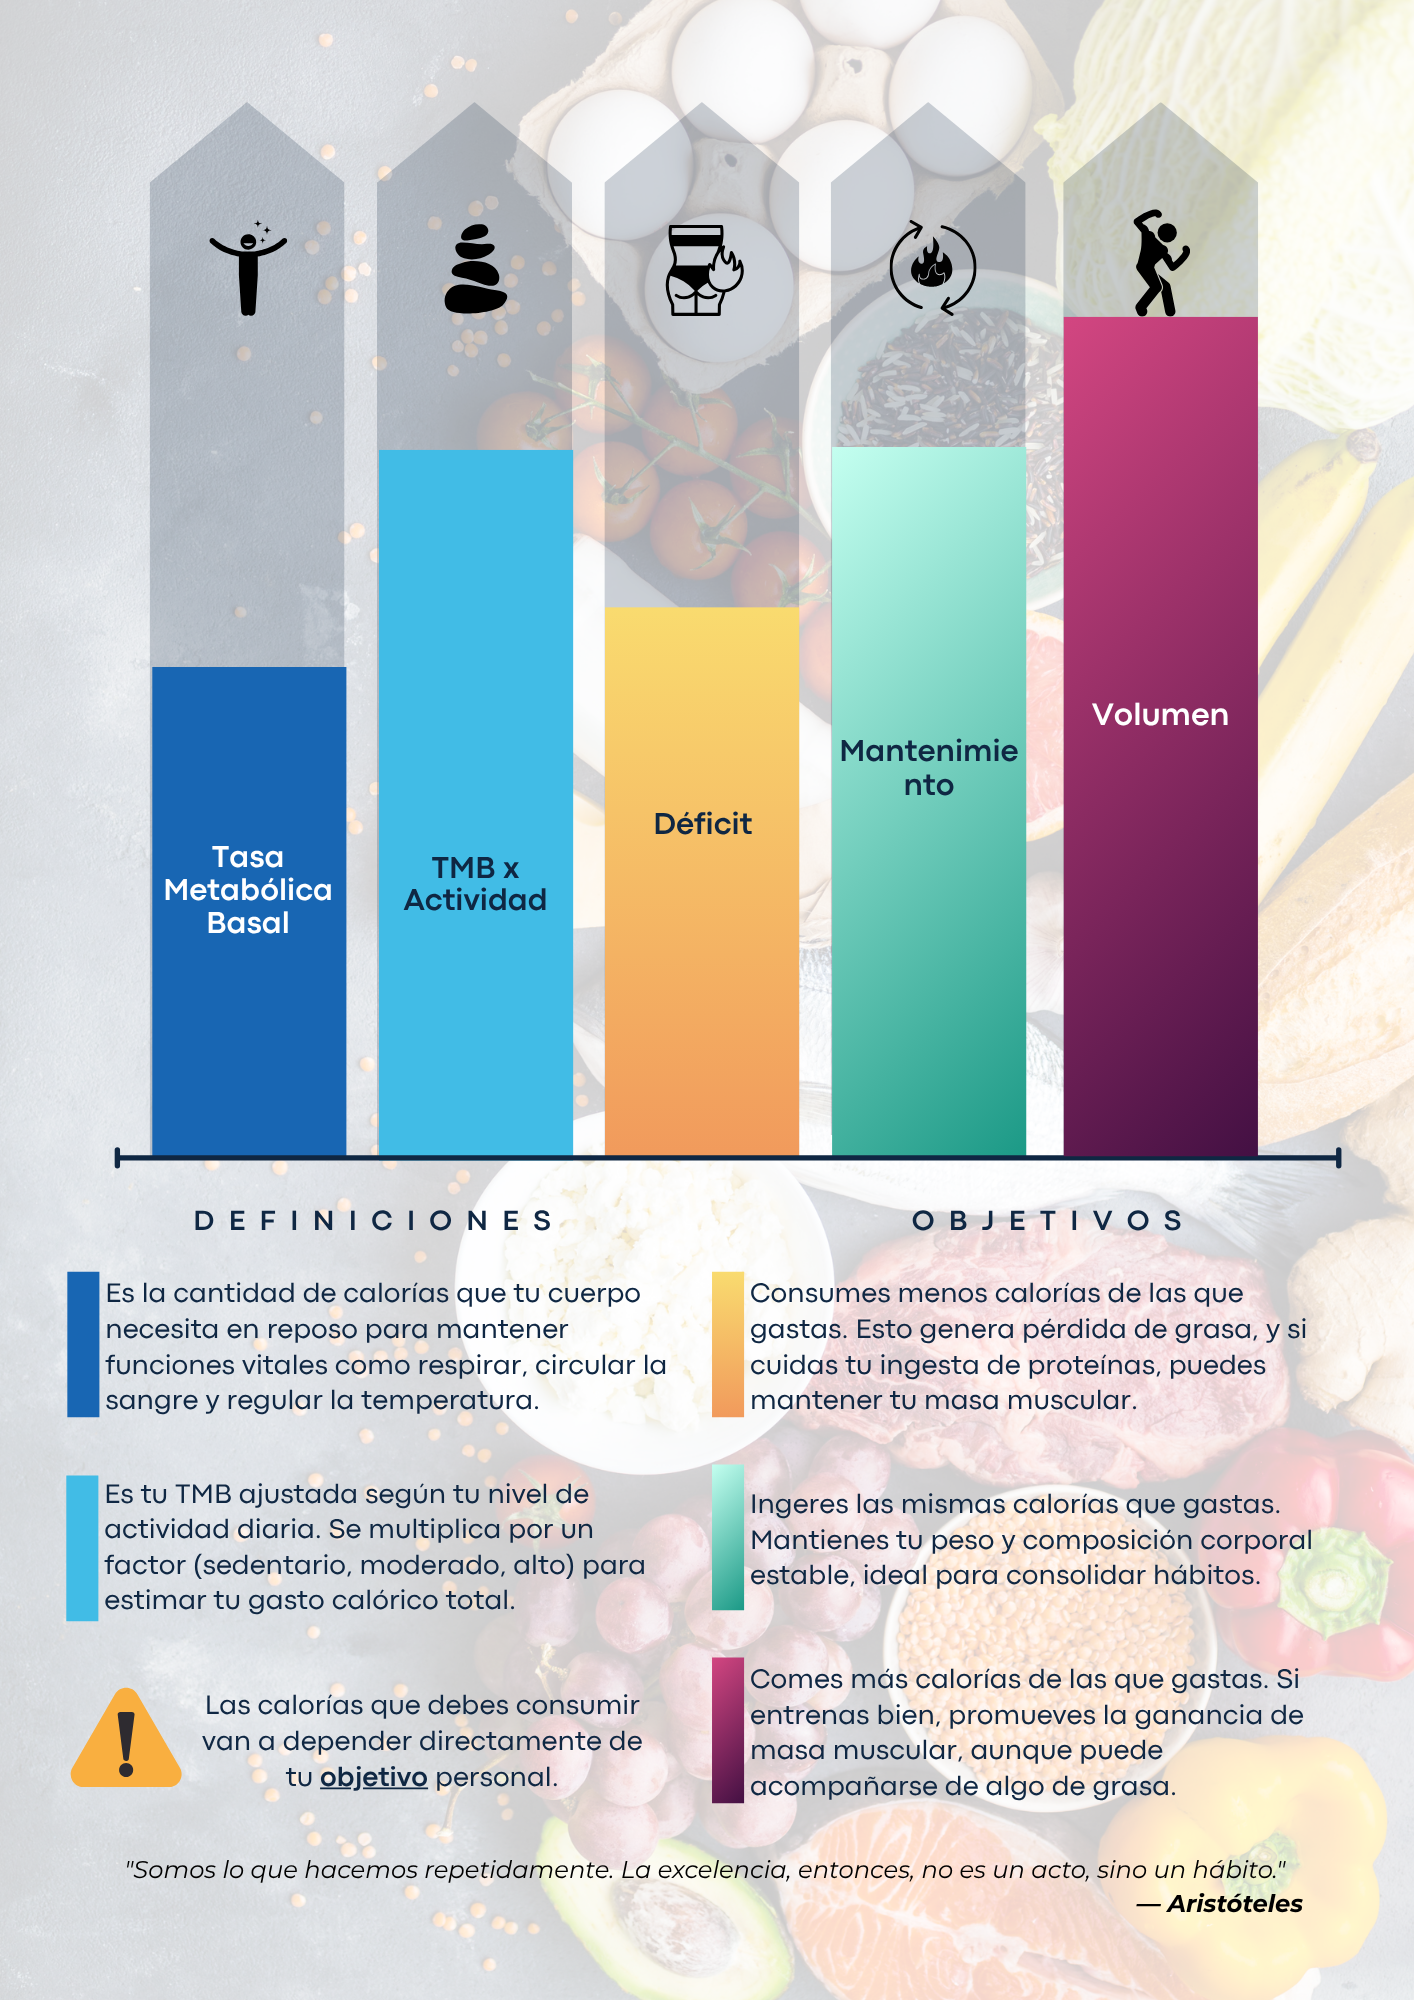 Tasa
Metabólica
Basal
TMB x
Actividad
Déficit
Mantenimie
nto
Volumen
DEFINICIONES
Es la cantidad de calorías que tu cuerpo
necesita en reposo para mantener
funciones vitales como respirar, circular la
sangre y regular la temperatura.
Es tu TMB ajustada según tu nivel de
actividad diaria. Se multiplica por un
factor (sedentario, moderado, alto) para
estimar tu gasto calórico total.
Las calorías que debes consumir
van a depender directamente de
tu objetivo personal.
OBJETIVOS
Consumes menos calorías de las que
gastas. Esto genera pérdida de grasa, y si
cuidas tu ingesta de proteínas, puedes
mantener tu masa muscular.
Ingeres las mismas calorías que gastas.
Mantienes tu peso y composición corporal
estable, ideal para consolidar hábitos.
Comes más calorías de las que gastas. Si
entrenas bien, promueves la ganancia de
masa muscular, aunque puede
acompañarse de algo de grasa.
"Somos lo que hacemos repetidamente. La excelencia, entonces, no es un acto, sino un hábito."
— Aristóteles